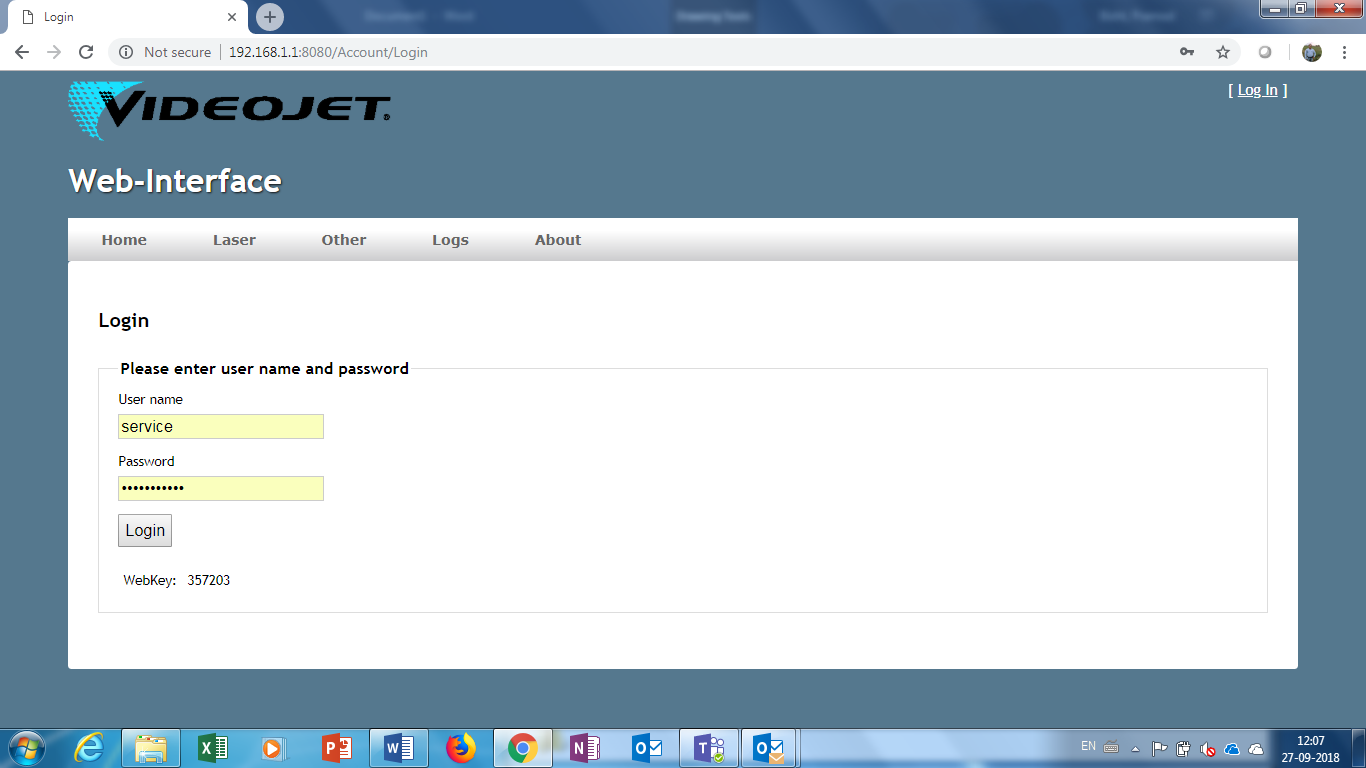 Login
Not secure 192.168.1.1:8080/Account/Login
VIDEOJET®
[ Log In ]
Web-Interface
Home Laser Other Logs About
Login
Please enter user name and password
User name
service
Password
•••••••••••
Login
WebKey: 357203
EN
12:07
27-09-2018